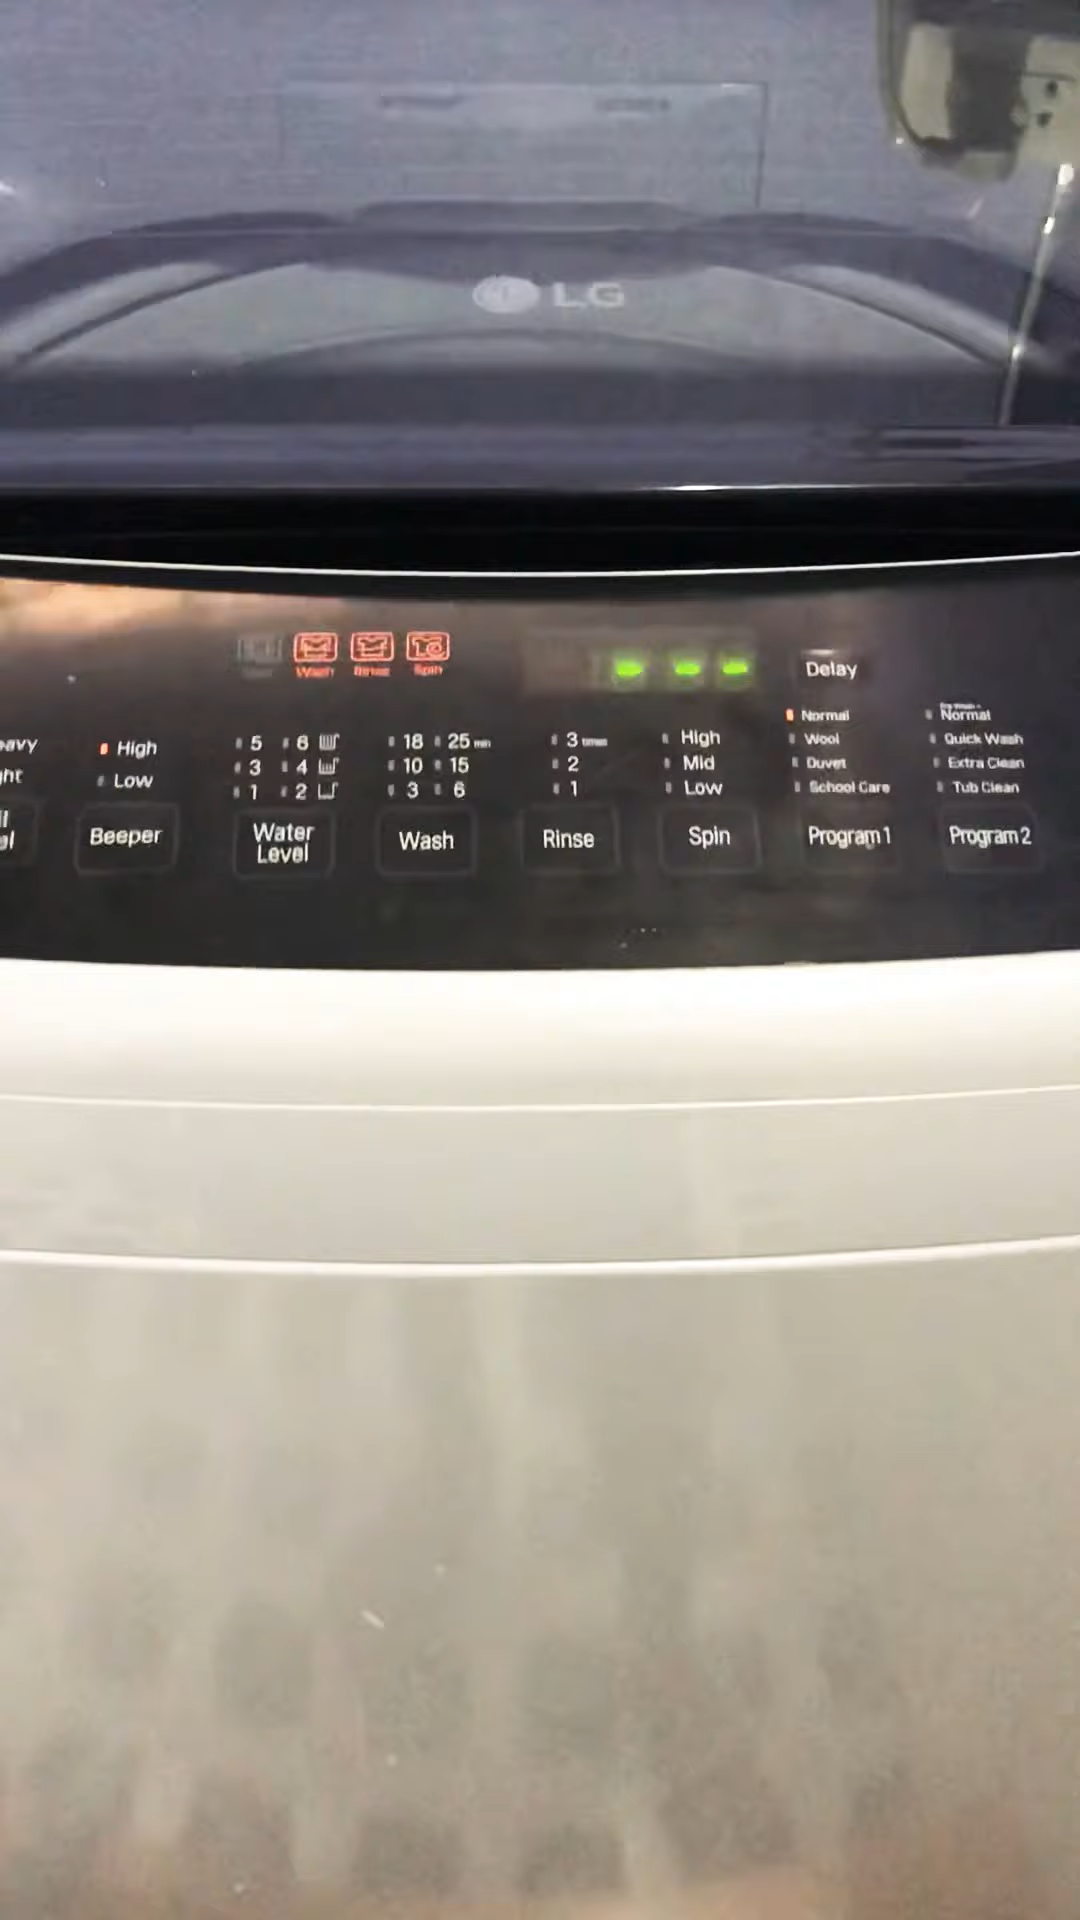 LG
Wash Rinse Spin
- - -
Delay
High
Low
Beeper
5 6
3 4
1 2
Water
Level
18 25 min
10 15
3 6
Wash
3 times
2
1
Rinse
High
Mid
Low
Spin
Normal
Wool
Duvet
School Care
Program 1
Normal
Quick Wash
Extra Clean
Tub Clean
Program 2